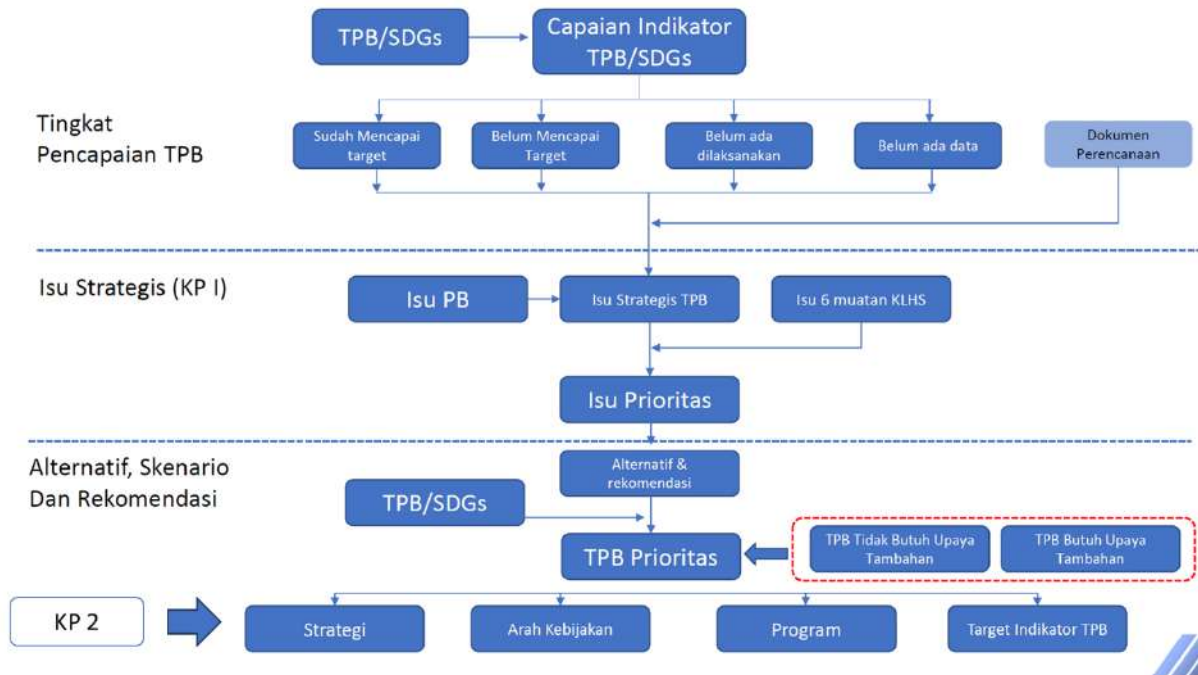 TPB/SDGs
Capaian Indikator
TPB/SDGs
Tingkat
Pencapaian TPB
Sudah Mencapai
target
Belum Mencapai
Target
Belum ada
dilaksanakan
Belum ada data
Dokumen
Perencanaan
Isu Strategis (KP I)
Isu PB
Isu Strategis TPB
Isu 6 muatan KLHS
Isu Prioritas
Alternatif, Skenario
Dan Rekomendasi
Alternatif &
rekomendasi
TPB/SDGs
TPB Prioritas
TPB Tidak Butuh Upaya
Tambahan
TPB Butuh Upaya
Tambahan
KP 2
Strategi
Arah Kebijakan
Program
Target Indikator TPB